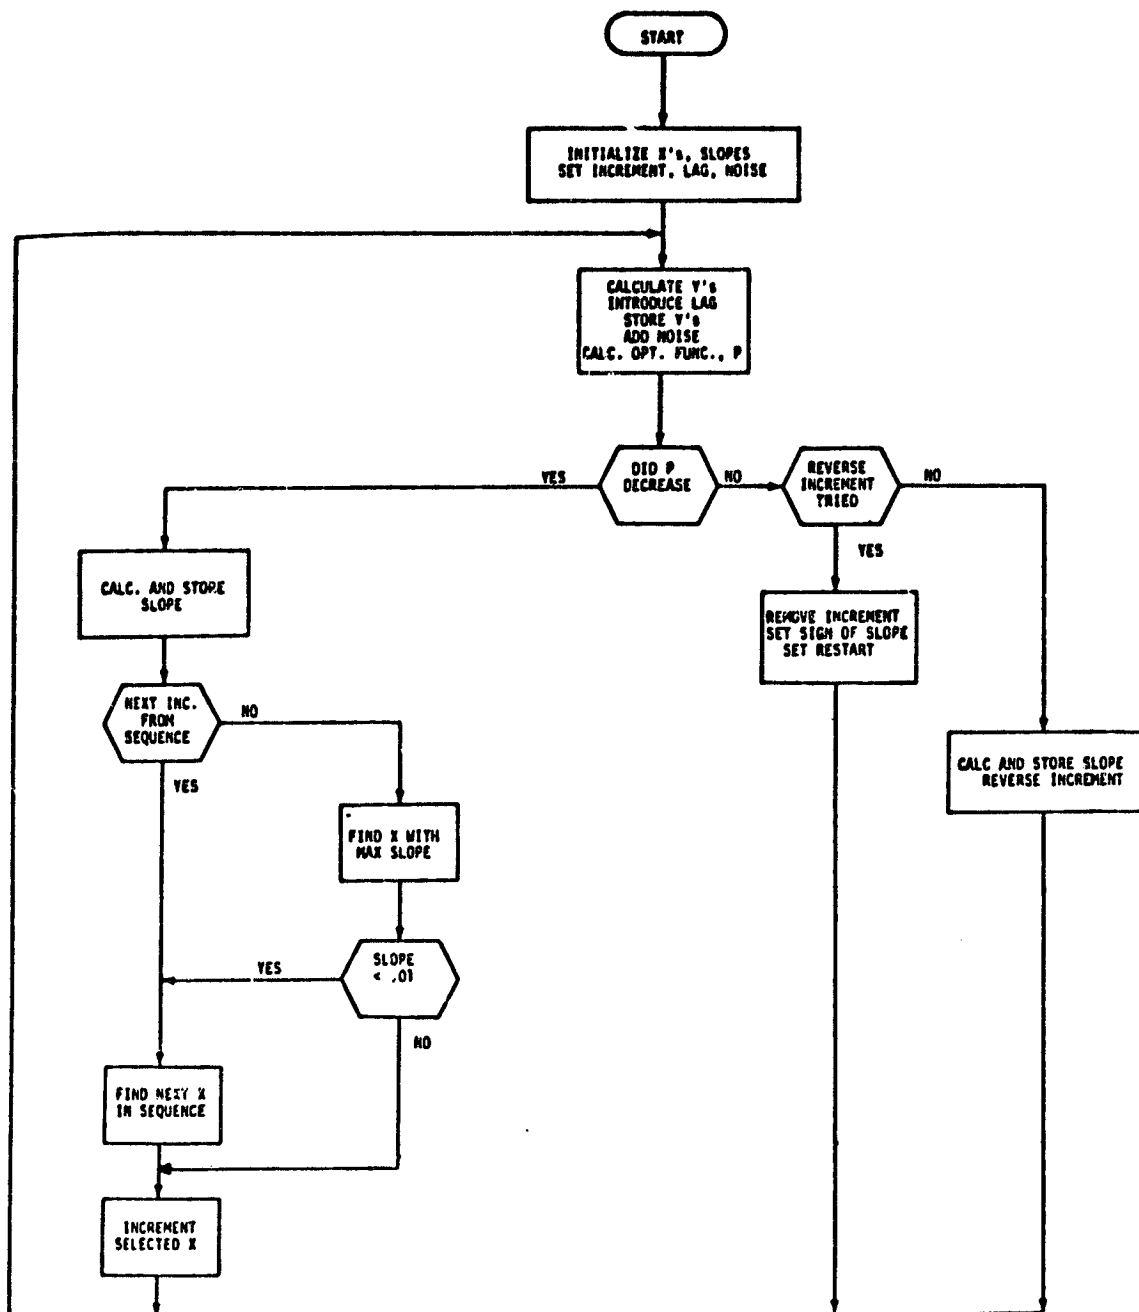 START
INITIALIZE X's, SLOPES
SET INCREMENT, LAG, NOISE
CALCULATE Y's
INTRODUCE LAG
STORE Y's
ADD NOISE
CALC. OPT. FUNC., P
DID P
DECREASE
YES
NO
REVERSE
INCREMENT
TRIED
NO
YES
CALC. AND STORE
SLOPE
REMOVE INCREMENT
SET SIGN OF SLOPE
SET RESTART
NEXT INC.
FROM
SEQUENCE
NO
YES
CALC AND STORE SLOPE
REVERSE INCREMENT
FIND X WITH
MAX SLOPE
SLOPE
< .01
YES
NO
FIND NEXT X
IN SEQUENCE
INCREMENT
SELECTED X